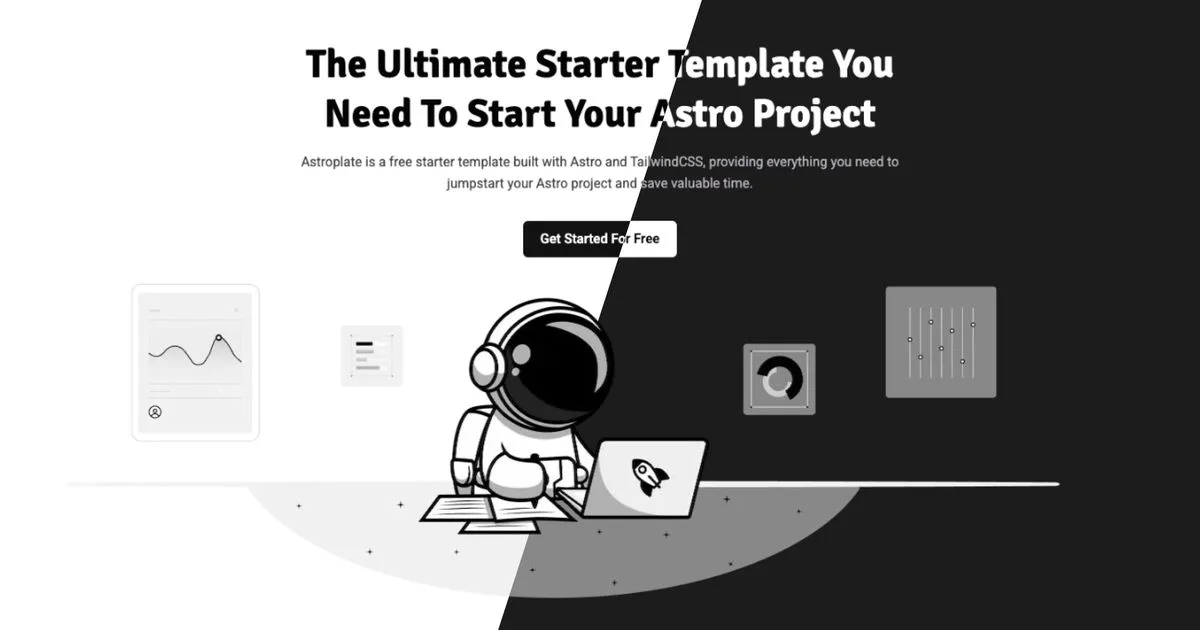 The Ultimate Starter Template You
Need To Start Your Astro Project
Astroplate is a free starter template built with Astro and TailwindCSS, providing everything you need to
jumpstart your Astro project and save valuable time.
Get Started For Free